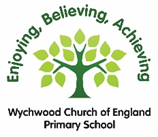 Enjoying, Believing, Achieving
Wychwood Church of England
Primary School